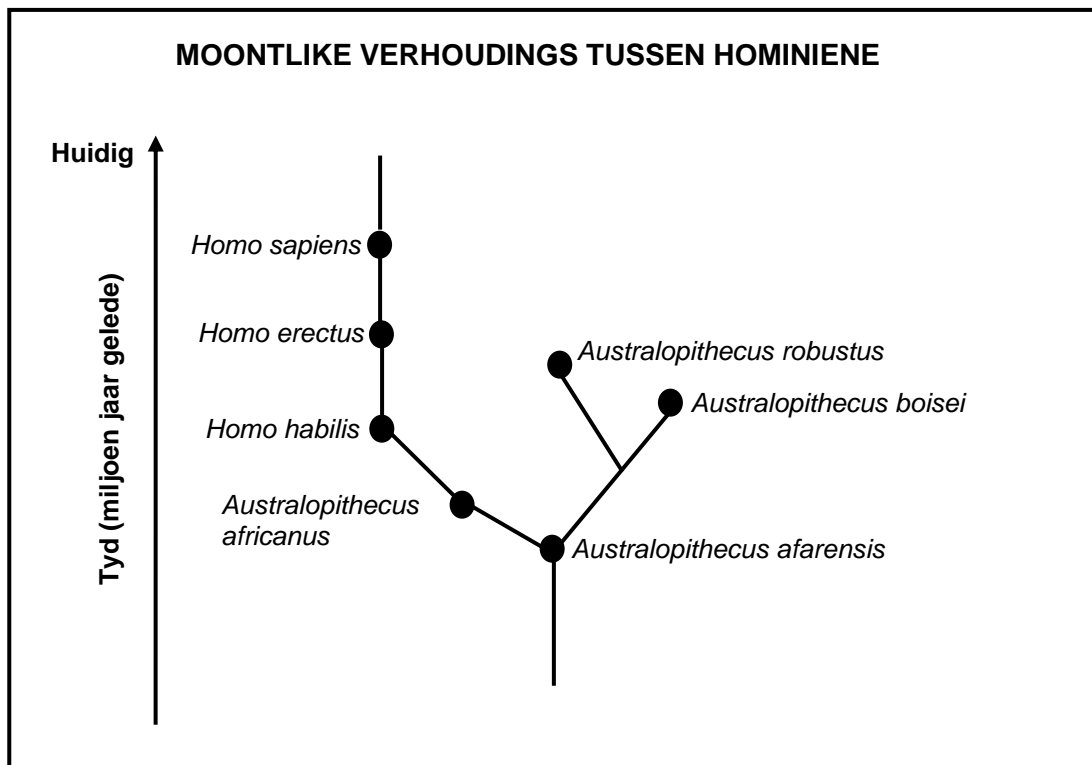 MOONTLIKE VERHOUDINGS TUSSEN HOMINIENE
Huidig
Tyd (miljoen jaar gelede)
Homo sapiens
Homo erectus
Australopithecus robustus
Australopithecus boisei
Homo habilis
Australopithecus
africanus
Australopithecus afarensis